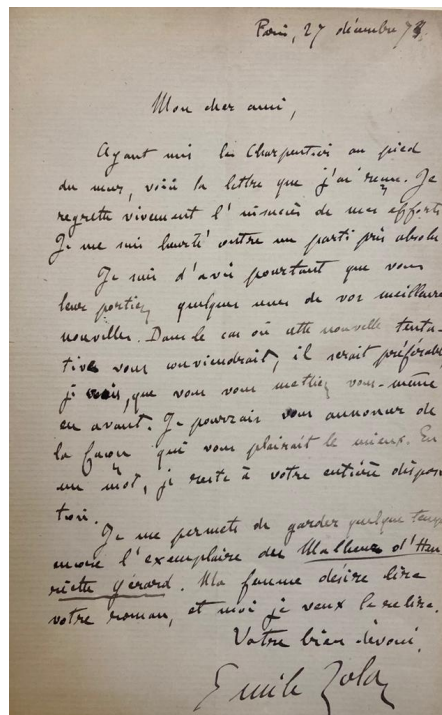 Paris, 27 décembre 78
Mon cher ami,
Ayant mis les Charpentier au pied
du mur, voici la lettre que j'ai reçue. Je
regrette vivement l'insuccès de mes efforts.
Je me suis heurté contre un parti pris absolu
Je suis d'avis pourtant que vous
leur portiez quelques unes de vos meilleures
nouvelles. Dans le cas où cette nouvelle tenta-
tive vous conviendrait, il serait préférable,
je crois, que vous vous mettiez vous-même
en avant. Je pourrais vous annoncer de
la façon qui vous plairait le mieux. En
un mot, je reste à votre entière disposi
tion.
Je me permets de garder quelque temps
encore l'exemplaire des Malheurs d'Hen
riette Gérard. Ma femme désire lire
votre roman, et moi je veux le relire.
Votre bien dévoué,
Emile Zola